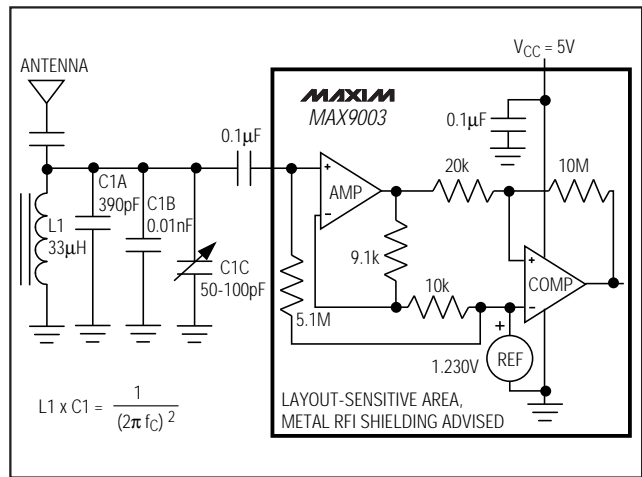 V_CC = 5V
ANTENNA
MAXIM
MAX9003
0.1µF
0.1µF
20k
10M
+
AMP
-
C1A
390pF
C1B
0.01nF
L1
33µH
C1C
50-100pF
9.1k
10k
5.1M
+
COMP
-
+
REF
1.230V
LAYOUT-SENSITIVE AREA,
METAL RFI SHIELDING ADVISED
L1 x C1 = 1 / (2π f_C)²